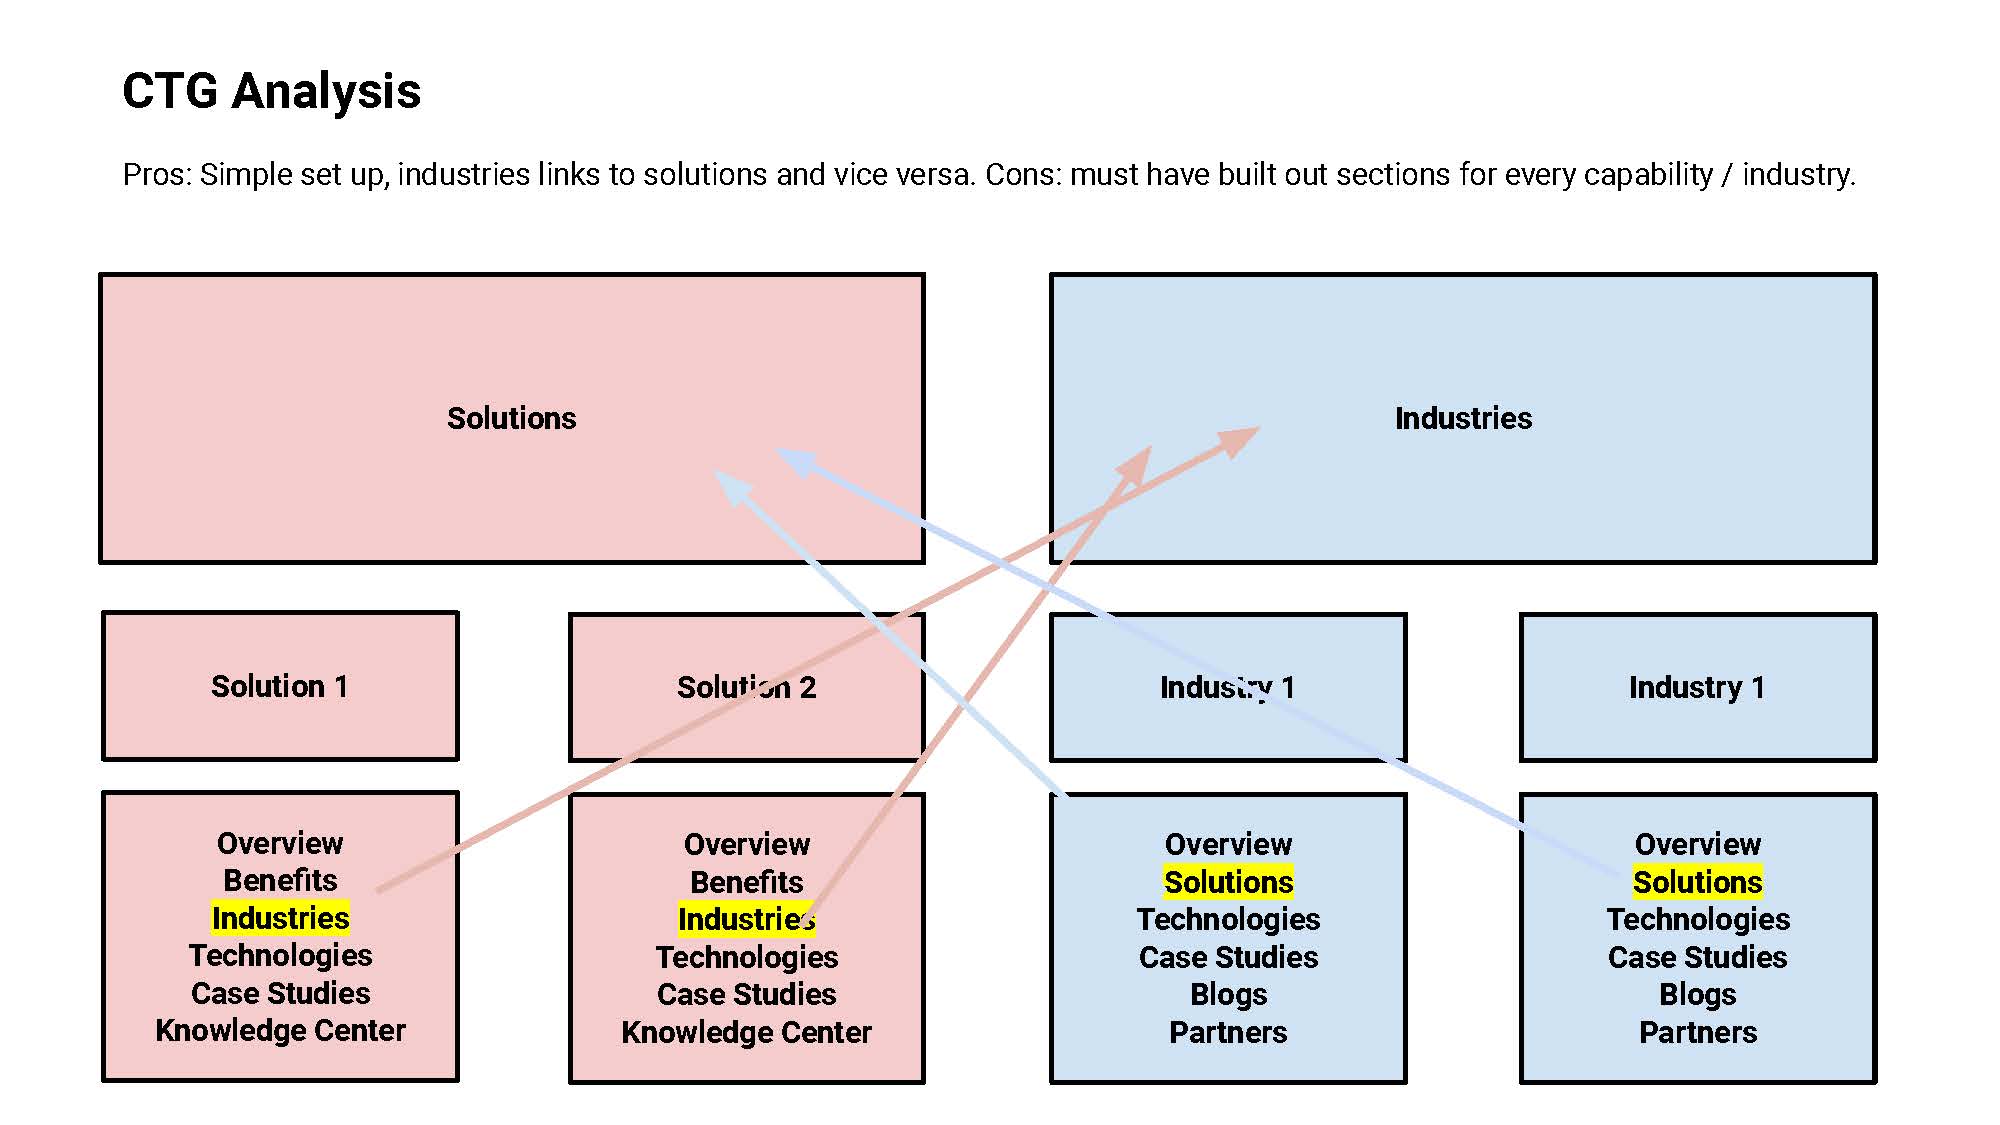 CTG Analysis
Pros: Simple set up, industries links to solutions and vice versa. Cons: must have built out sections for every capability / industry.
Solutions
Industries
Solution 1
Solution 2
Industry 1
Industry 1
Overview
Benefits
Industries
Technologies
Case Studies
Knowledge Center
Overview
Benefits
Industries
Technologies
Case Studies
Knowledge Center
Overview
Solutions
Technologies
Case Studies
Blogs
Partners
Overview
Solutions
Technologies
Case Studies
Blogs
Partners